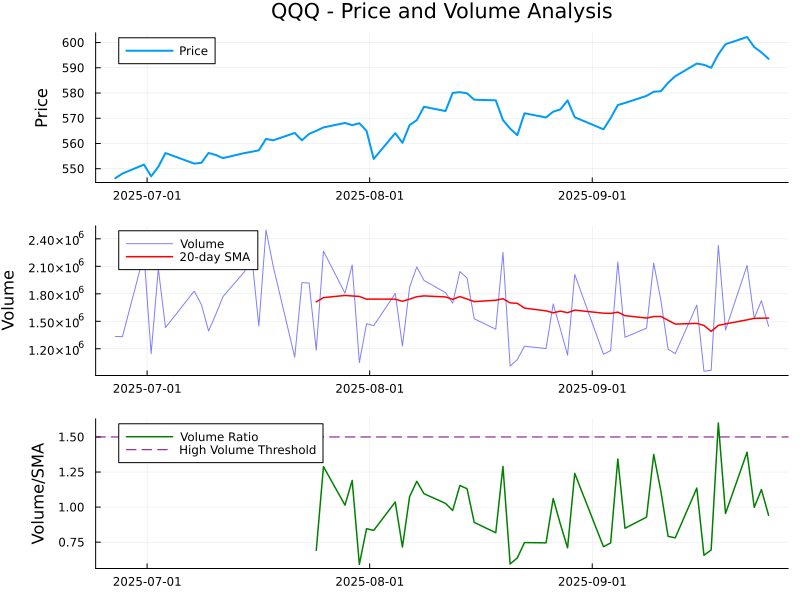 QQQ - Price and Volume Analysis
Price
600
590
580
570
560
550
Price
2025-07-01 2025-08-01 2025-09-01
Volume
2.40×10⁶
2.10×10⁶
1.80×10⁶
1.50×10⁶
1.20×10⁶
Volume
20-day SMA
2025-07-01 2025-08-01 2025-09-01
Volume/SMA
1.50
1.25
1.00
0.75
Volume Ratio
High Volume Threshold
2025-07-01 2025-08-01 2025-09-01